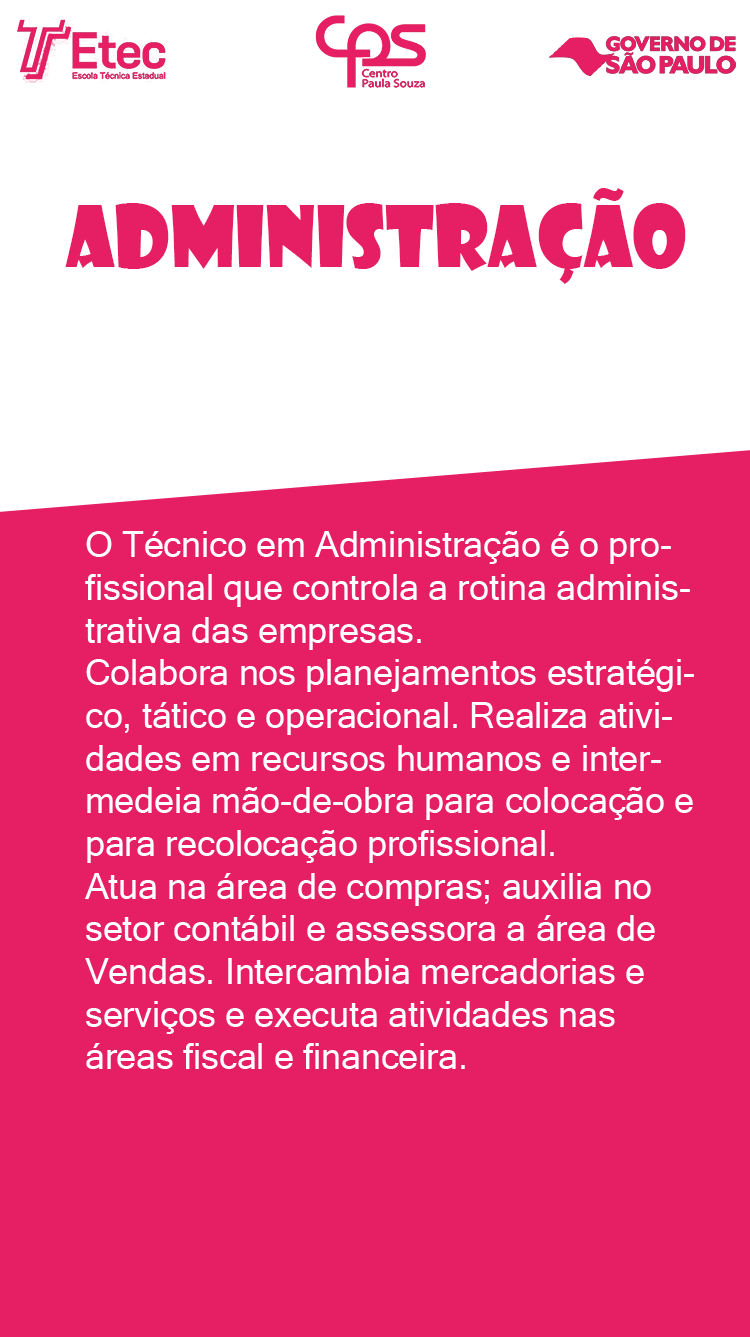 Etec
Escola Técnica Estadual
cps
Centro
Paula Souza
GOVERNO DE
SÃO PAULO
ADMINISTRAÇÃO
O Técnico em Administração é o pro-
fissional que controla a rotina adminis-
trativa das empresas.
Colabora nos planejamentos estratégi-
co, tático e operacional. Realiza ativi-
dades em recursos humanos e inter-
medeia mão-de-obra para colocação e
para recolocação profissional.
Atua na área de compras; auxilia no
setor contábil e assessora a área de
Vendas. Intercambia mercadorias e
serviços e executa atividades nas
áreas fiscal e financeira.